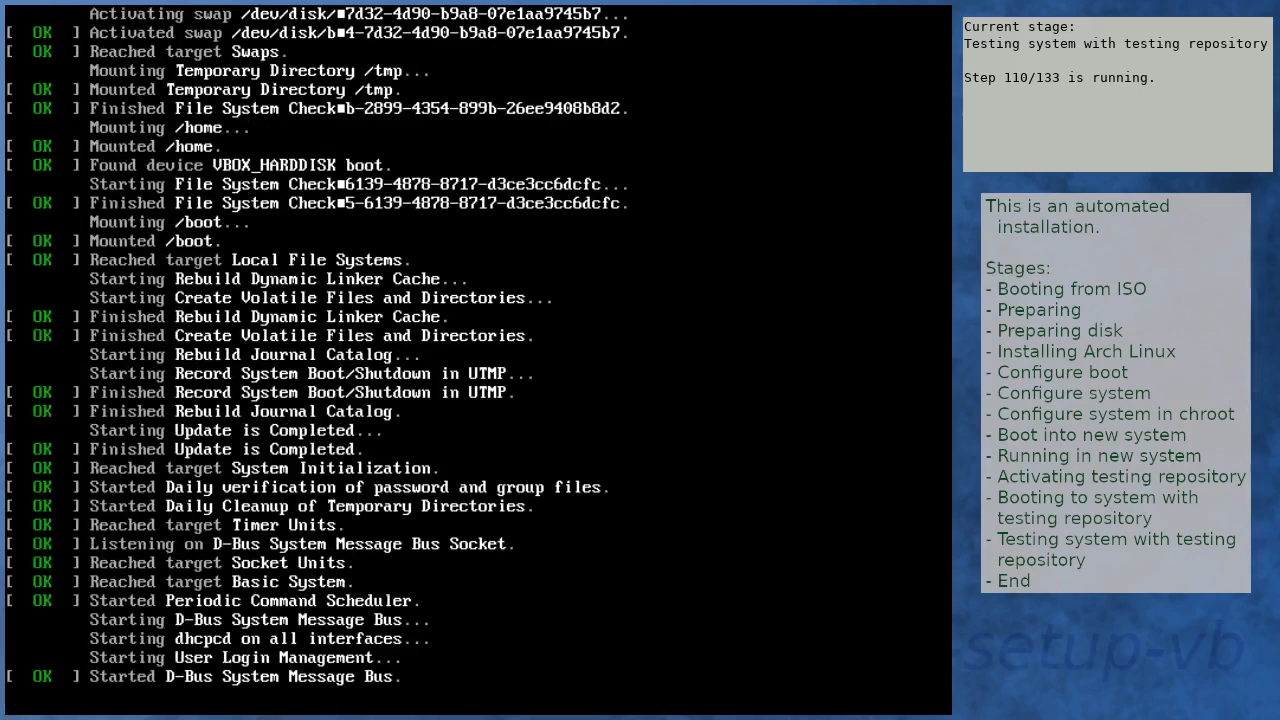 Activating swap /dev/disk/■7d32-4d90-b9a8-07e1aa9745b7...
[  OK  ] Activated swap /dev/disk/b■4-7d32-4d90-b9a8-07e1aa9745b7.
[  OK  ] Reached target Swaps.
Mounting Temporary Directory /tmp...
[  OK  ] Mounted Temporary Directory /tmp.
[  OK  ] Finished File System Check■b-2899-4354-899b-26ee9408b8d2.
Mounting /home...
[  OK  ] Mounted /home.
[  OK  ] Found device VBOX_HARDDISK boot.
Starting File System Check■6139-4878-8717-d3ce3cc6dcfc...
[  OK  ] Finished File System Check■5-6139-4878-8717-d3ce3cc6dcfc.
Mounting /boot...
[  OK  ] Mounted /boot.
[  OK  ] Reached target Local File Systems.
Starting Rebuild Dynamic Linker Cache...
Starting Create Volatile Files and Directories...
[  OK  ] Finished Rebuild Dynamic Linker Cache.
[  OK  ] Finished Create Volatile Files and Directories.
Starting Rebuild Journal Catalog...
Starting Record System Boot/Shutdown in UTMP...
[  OK  ] Finished Record System Boot/Shutdown in UTMP.
[  OK  ] Finished Rebuild Journal Catalog.
Starting Update is Completed...
[  OK  ] Finished Update is Completed.
[  OK  ] Reached target System Initialization.
[  OK  ] Started Daily verification of password and group files.
[  OK  ] Started Daily Cleanup of Temporary Directories.
[  OK  ] Reached target Timer Units.
[  OK  ] Listening on D-Bus System Message Bus Socket.
[  OK  ] Reached target Socket Units.
[  OK  ] Reached target Basic System.
[  OK  ] Started Periodic Command Scheduler.
Starting D-Bus System Message Bus...
Starting dhcpcd on all interfaces...
Starting User Login Management...
[  OK  ] Started D-Bus System Message Bus.
Current stage:
Testing system with testing repository
Step 110/133 is running.
This is an automated
installation.
Stages:
- Booting from ISO
- Preparing
- Preparing disk
- Installing Arch Linux
- Configure boot
- Configure system
- Configure system in chroot
- Boot into new system
- Running in new system
- Activating testing repository
- Booting to system with
testing repository
- Testing system with testing
repository
- End
setup-vb